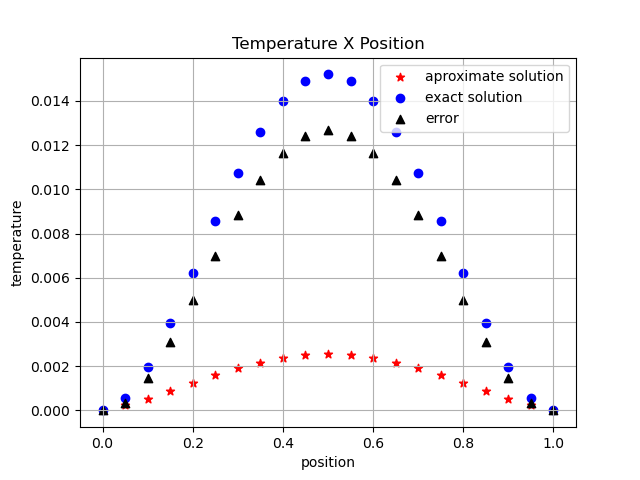 Temperature X Position
aproximate solution
exact solution
error
0.014
0.012
0.010
0.008
0.006
0.004
0.002
0.000
temperature
0.0 0.2 0.4 0.6 0.8 1.0
position